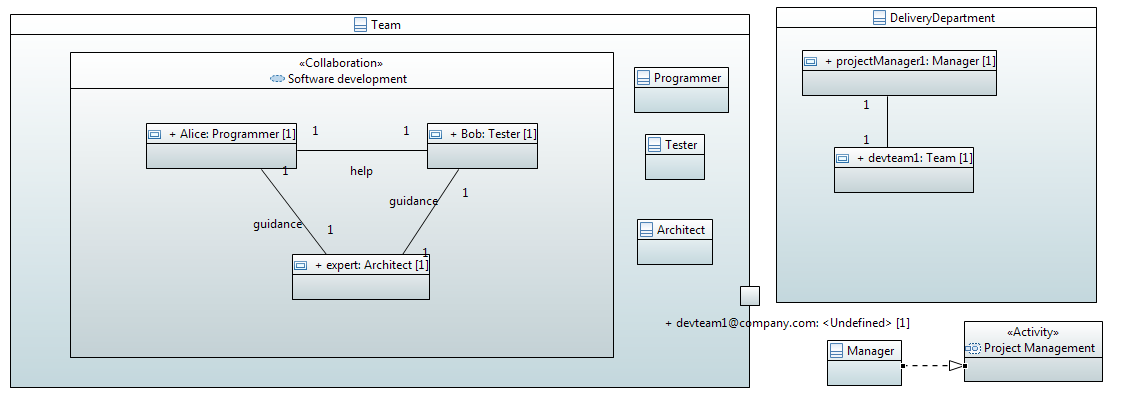 Team
«Collaboration»
Software development
+ Alice: Programmer [1]
1
1
+ Bob: Tester [1]
1
help
1
guidance
guidance
1
1
+ expert: Architect [1]
Programmer
Tester
Architect
+ devteam1@company.com: <Undefined> [1]
DeliveryDepartment
+ projectManager1: Manager [1]
1
1
+ devteam1: Team [1]
Manager
«Activity»
Project Management